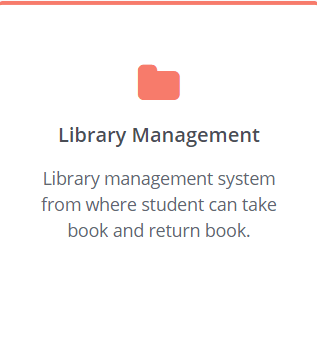 Library Management
Library management system
from where student can take
book and return book.